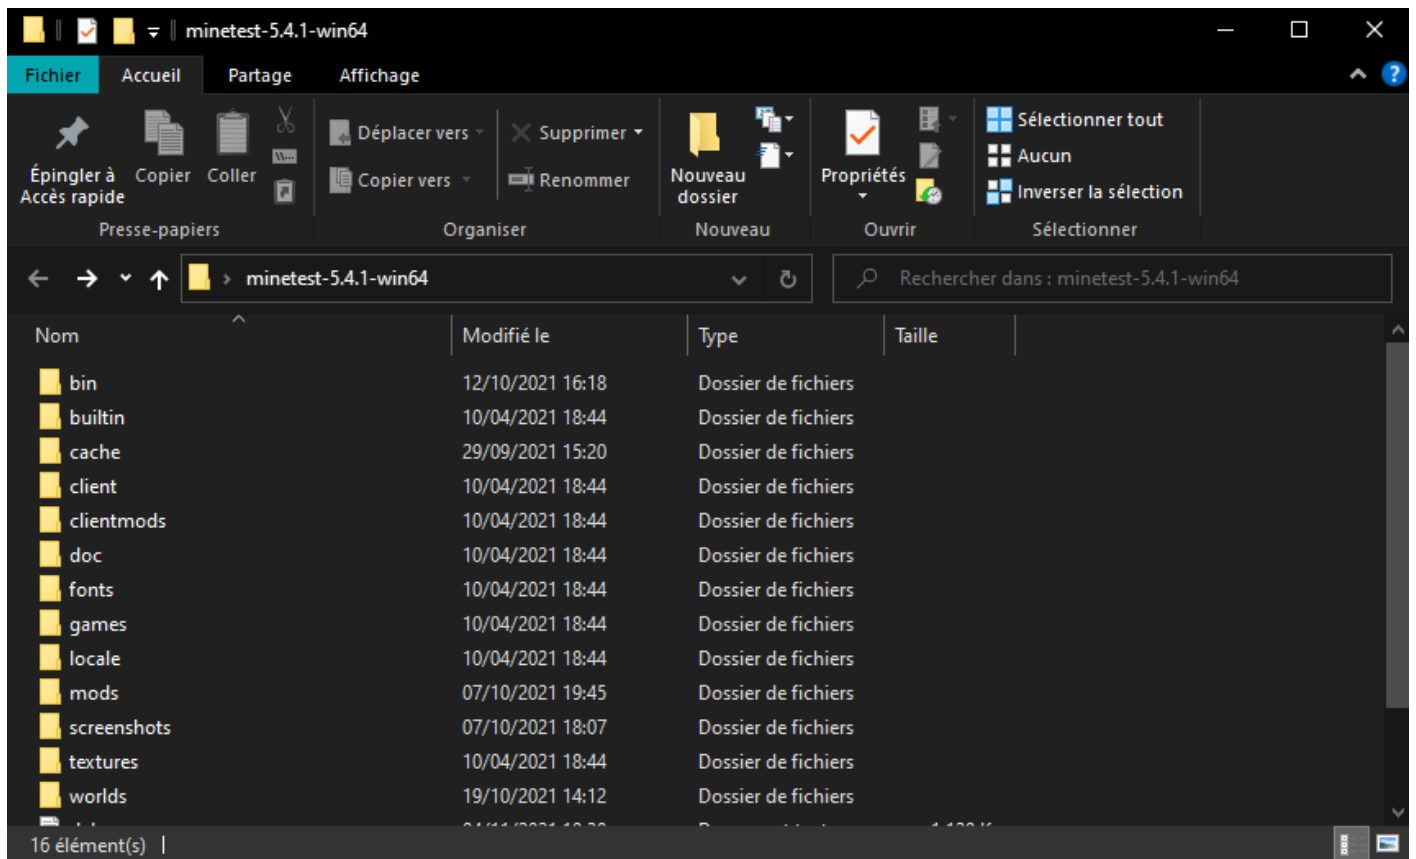 minetest-5.4.1-win64
Fichier Accueil Partage Affichage
Épingler à Accès rapide
Copier
Coller
Déplacer vers
Copier vers
Supprimer
Renommer
Nouveau dossier
Propriétés
Sélectionner tout
Aucun
Inverser la sélection
Presse-papiers Organiser Nouveau Ouvrir Sélectionner
minetest-5.4.1-win64
Rechercher dans : minetest-5.4.1-win64
Nom Modifié le Type Taille
bin 12/10/2021 16:18 Dossier de fichiers
builtin 10/04/2021 18:44 Dossier de fichiers
cache 29/09/2021 15:20 Dossier de fichiers
client 10/04/2021 18:44 Dossier de fichiers
clientmods 10/04/2021 18:44 Dossier de fichiers
doc 10/04/2021 18:44 Dossier de fichiers
fonts 10/04/2021 18:44 Dossier de fichiers
games 10/04/2021 18:44 Dossier de fichiers
locale 10/04/2021 18:44 Dossier de fichiers
mods 07/10/2021 19:45 Dossier de fichiers
screenshots 07/10/2021 18:07 Dossier de fichiers
textures 10/04/2021 18:44 Dossier de fichiers
worlds 19/10/2021 14:12 Dossier de fichiers
16 élément(s)